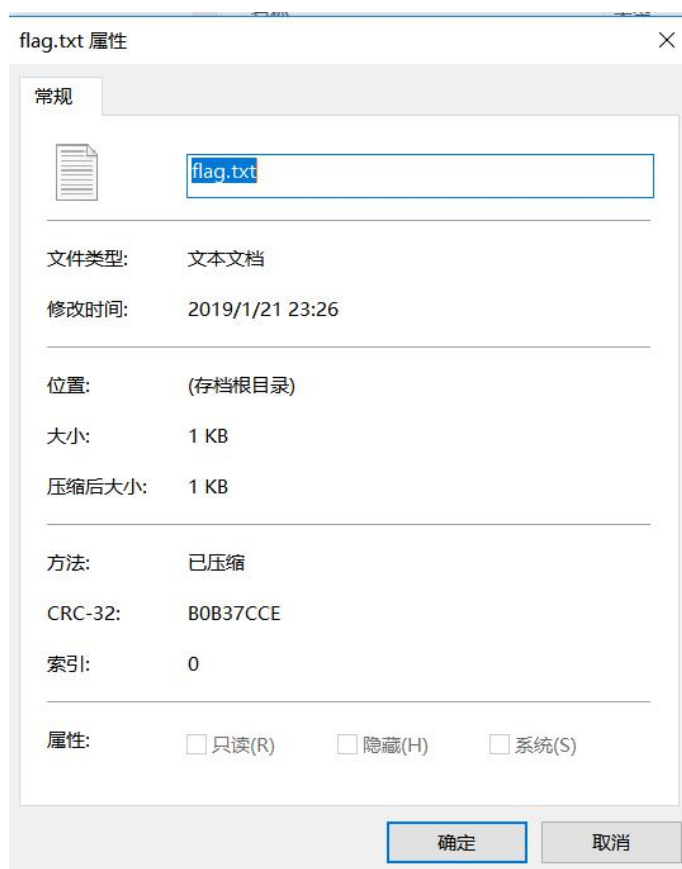 flag.txt 属性
常规
flag.txt
文件类型: 文本文档
修改时间: 2019/1/21 23:26
位置: (存档根目录)
大小: 1 KB
压缩后大小: 1 KB
方法: 已压缩
CRC-32: B0B37CCE
索引: 0
属性: 只读(R) 隐藏(H) 系统(S)
确定 取消